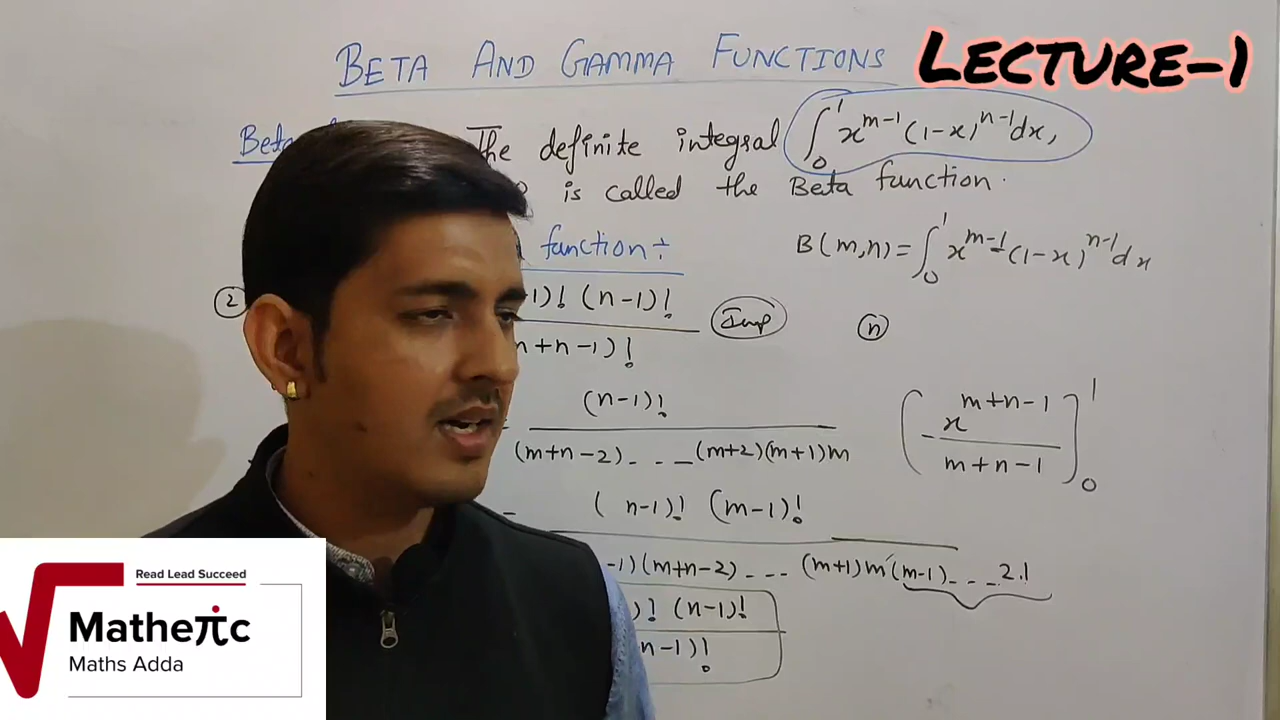 BETA AND GAMMA FUNCTIONS
LECTURE-1
Beta
The definite integral ∫₀¹ x^{m-1} (1-x)^{n-1} dx,
is called the Beta function.
function :-
B(m,n) = ∫₀¹ x^{m-1} (1-x)^{n-1} dx
② 1)! (n-1)!
Imp
ⓝ
+n-1)!
(n-1)!
(m+n-2)---(m+2)(m+1)m
[-x^{m+n-1}/m+n-1]₀¹
(n-1)! (m-1)!
-1)(m+n-2)---- (m+1)m(m-1)---2.1
)! (n-1)!
n-1)!
Read Lead Succeed
Matheπc
Maths Adda